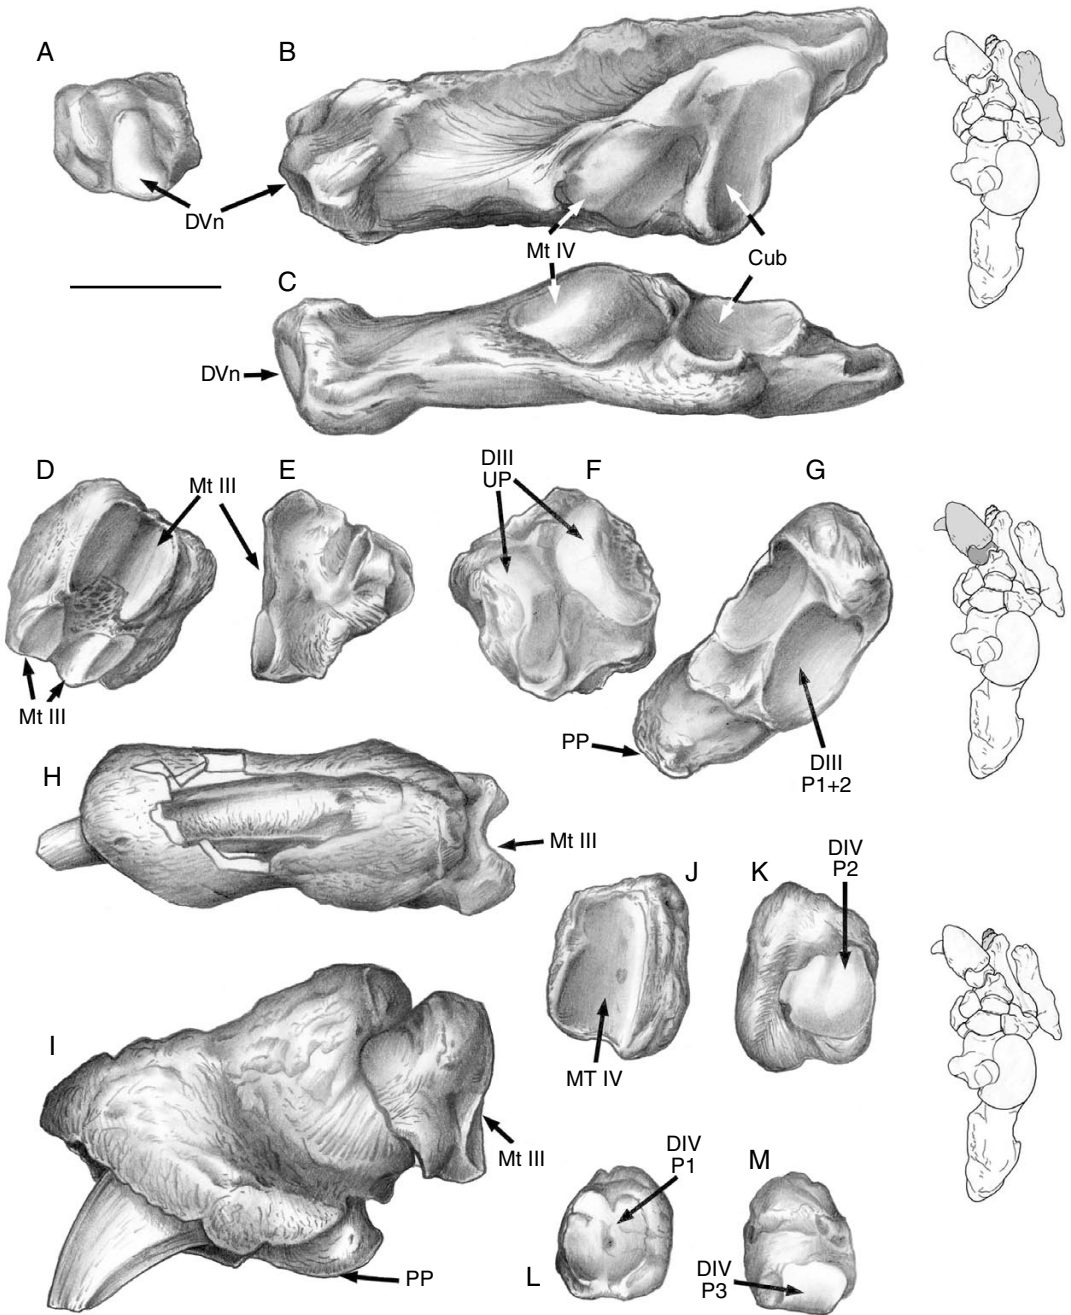 A
B
DVn
Mt IV
Cub
C
DVn
D
Mt III
E
DIII
UP
F
G
Mt III
PP
DIII
P1+2
H
Mt III
J
K
DIV
P2
MT IV
I
Mt III
PP
DIV
P1
M
L
DIV
P3